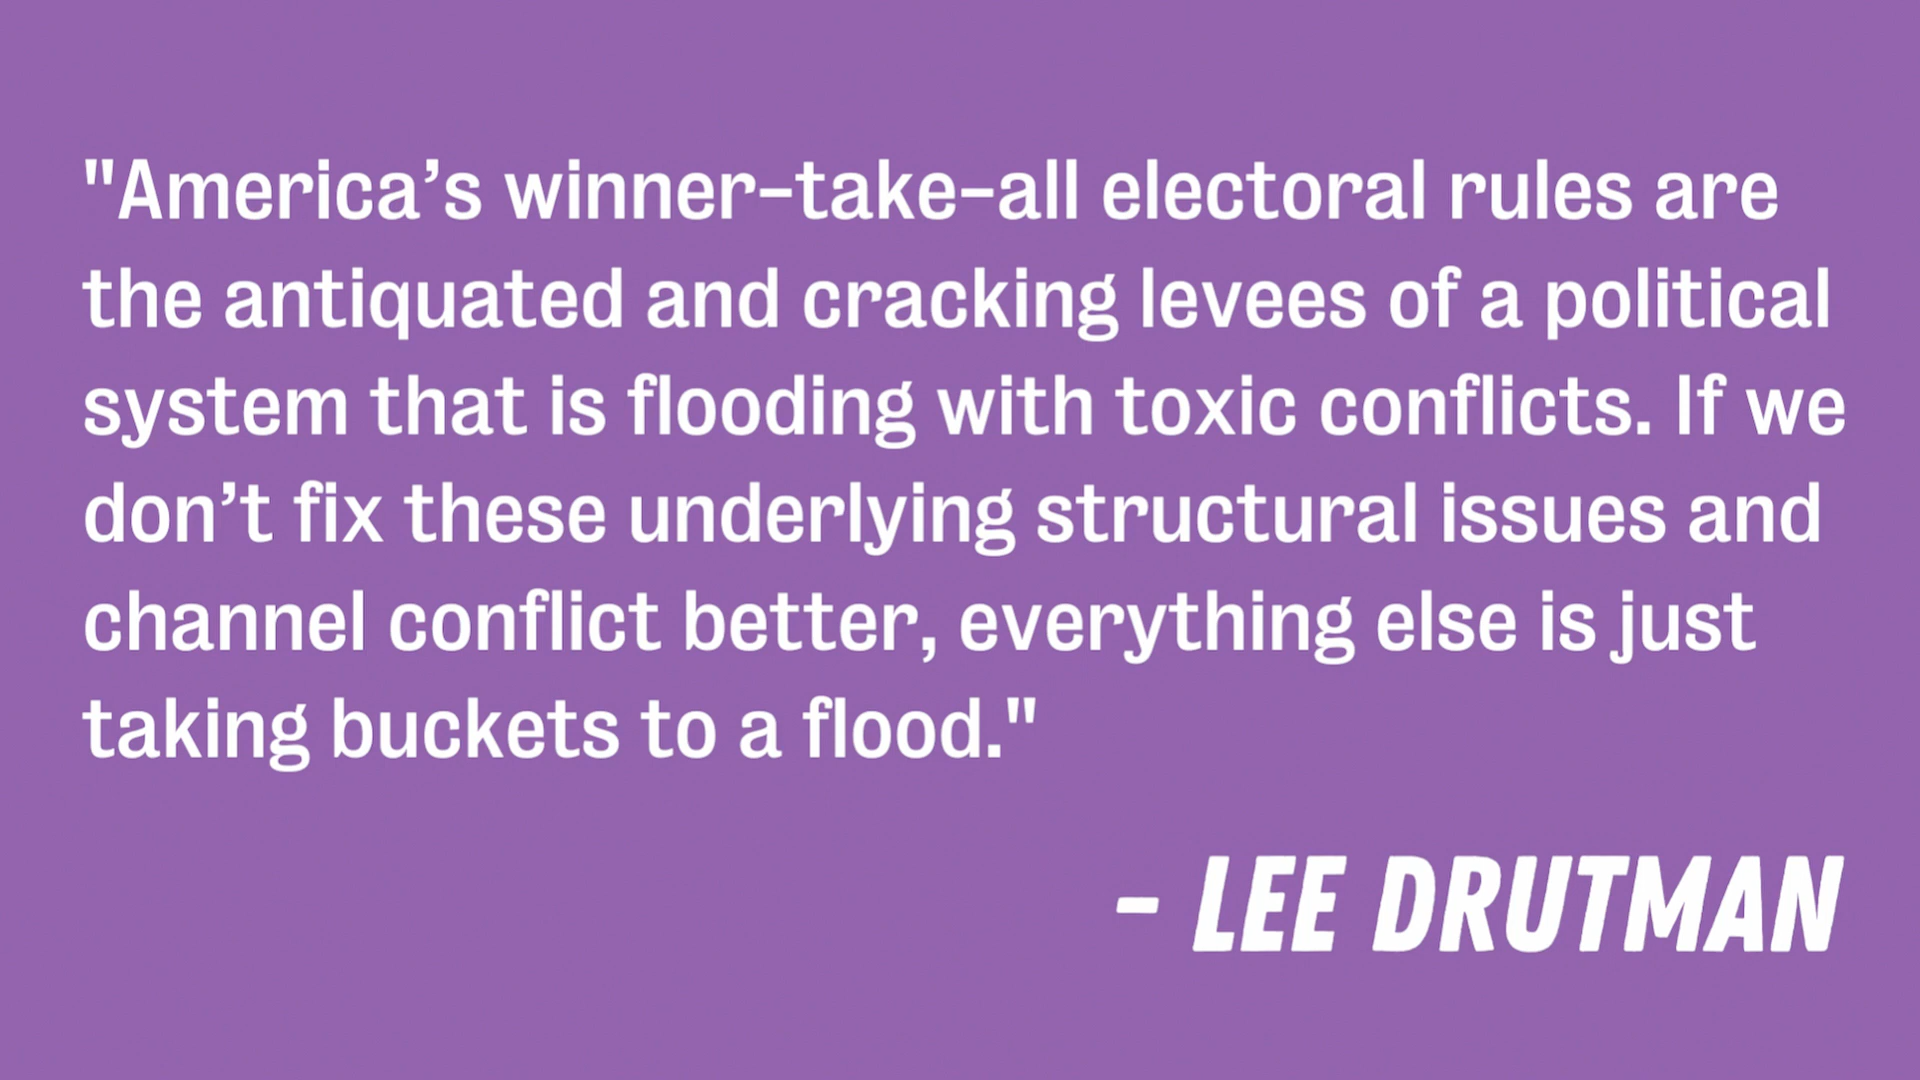 "America’s winner-take-all electoral rules are
the antiquated and cracking levees of a political
system that is flooding with toxic conflicts. If we
don’t fix these underlying structural issues and
channel conflict better, everything else is just
taking buckets to a flood."
- LEE DRUTMAN